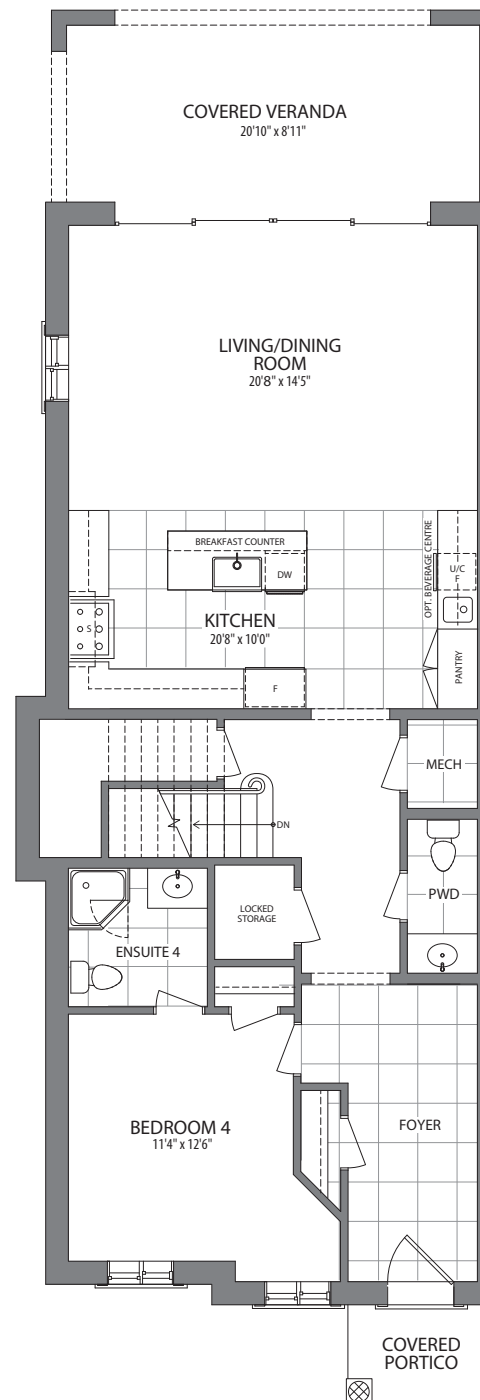 COVERED VERANDA
20'10" x 8'11"
LIVING/DINING
ROOM
20'8" x 14'5"
BREAKFAST COUNTER
DW
OPT. BEVERAGE CENTRE
U/C
F
KITCHEN
20'8" x 10'0"
S
F
PANTRY
MECH
DN
PWD
LOCKED
STORAGE
ENSUITE 4
BEDROOM 4
11'4" x 12'6"
FOYER
COVERED
PORTICO